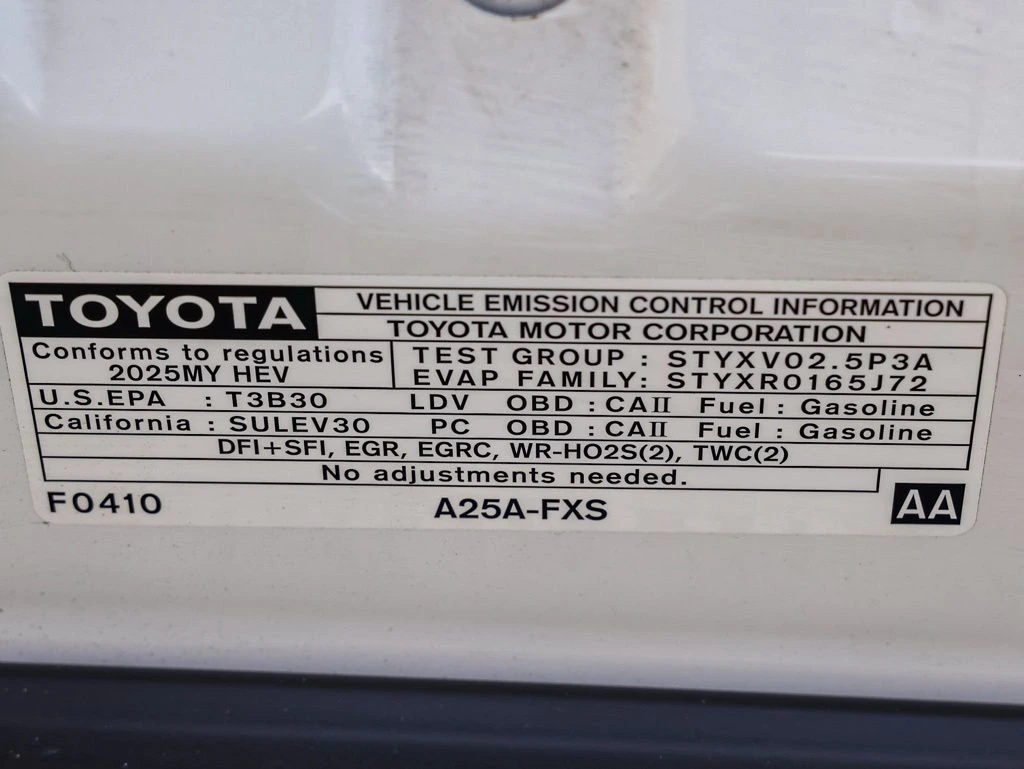 TOYOTA
VEHICLE EMISSION CONTROL INFORMATION
TOYOTA MOTOR CORPORATION
Conforms to regulations
2025MY HEV
TEST GROUP : STYXV02.5P3A
EVAP FAMILY: STYXR0165J72
U.S.EPA : T3B30 LDV OBD : CAII Fuel : Gasoline
California : SULEV30 PC OBD : CAII Fuel : Gasoline
DFI+SFI, EGR, EGRC, WR-HO2S(2), TWC(2)
No adjustments needed.
F0410 A25A-FXS AA